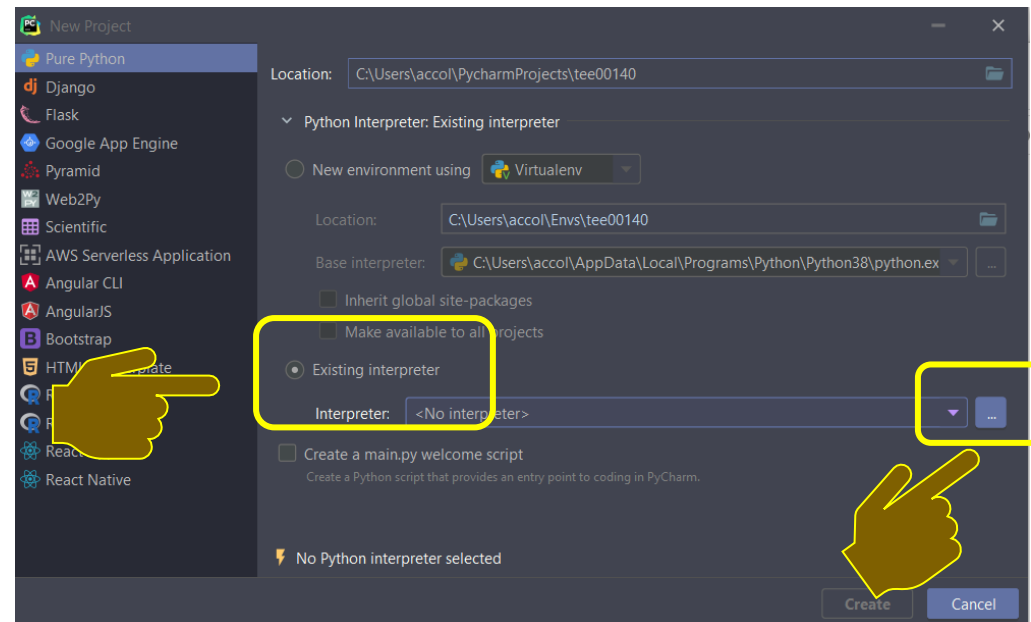 New Project
Pure Python
Django
Flask
Google App Engine
Pyramid
Web2Py
Scientific
AWS Serverless Application
Angular CLI
AngularJS
Bootstrap
React Native
Location: C:\Users\accol\PycharmProjects\tee00140
Python Interpreter: Existing interpreter
New environment using Virtualenv
Location: C:\Users\accol\Envs\tee00140
Base interpreter: C:\Users\accol\AppData\Local\Programs\Python\Python38\python.ex ...
Inherit global site-packages
Make available to all projects
Existing interpreter
Interpreter: <No interpreter> ...
Create a main.py welcome script
Create a Python script that provides an entry point to coding in PyCharm.
No Python interpreter selected
Create Cancel